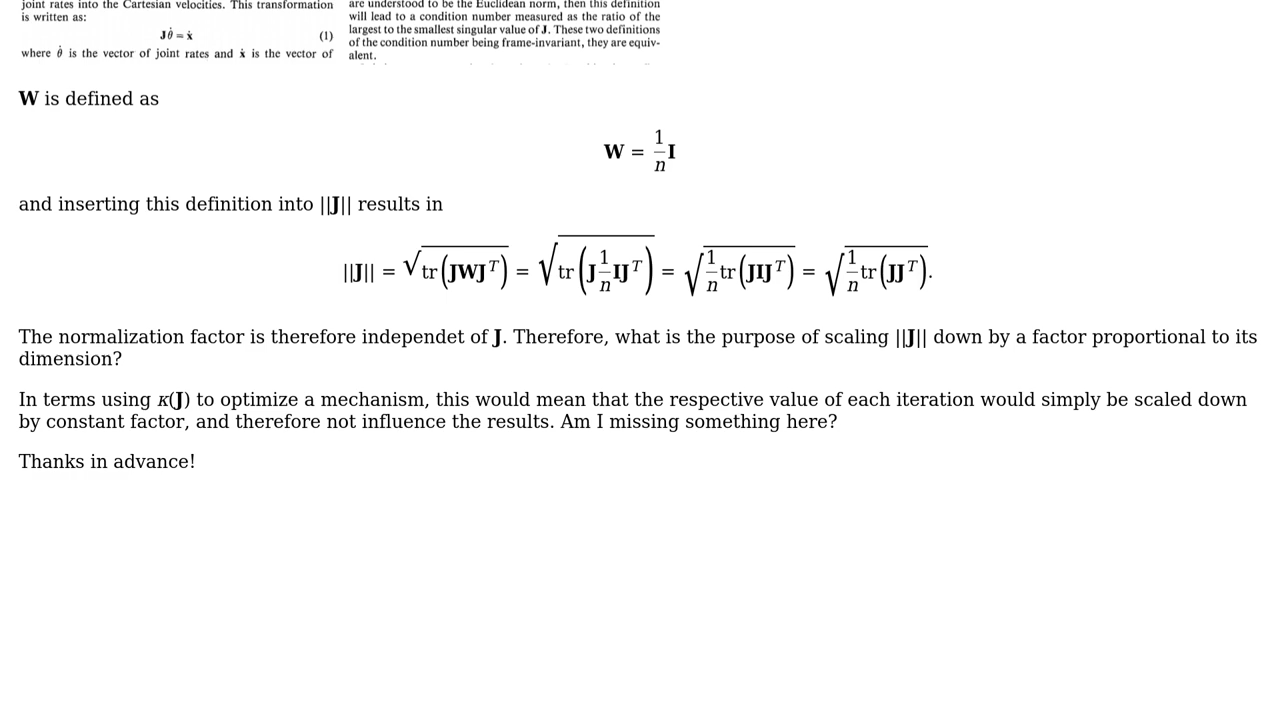 joint rates into the Cartesian velocities. This transformation
is written as:
Jθ̇ = ẋ (1)
where θ̇ is the vector of joint rates and ẋ is the vector of
are understood to be the Euclidean norm, then this definition
will lead to a condition number measured as the ratio of the
largest to the smallest singular value of J. These two definitions
of the condition number being frame-invariant, they are equiv-
alent.
W is defined as
W = 1/n I
and inserting this definition into ||J|| results in
||J|| = √tr(JWJᵀ) = √tr(J 1/n IJᵀ) = √1/n tr(JIJᵀ) = √1/n tr(JJᵀ).
The normalization factor is therefore independet of J. Therefore, what is the purpose of scaling ||J|| down by a factor proportional to its
dimension?
In terms using κ(J) to optimize a mechanism, this would mean that the respective value of each iteration would simply be scaled down
by constant factor, and therefore not influence the results. Am I missing something here?
Thanks in advance!